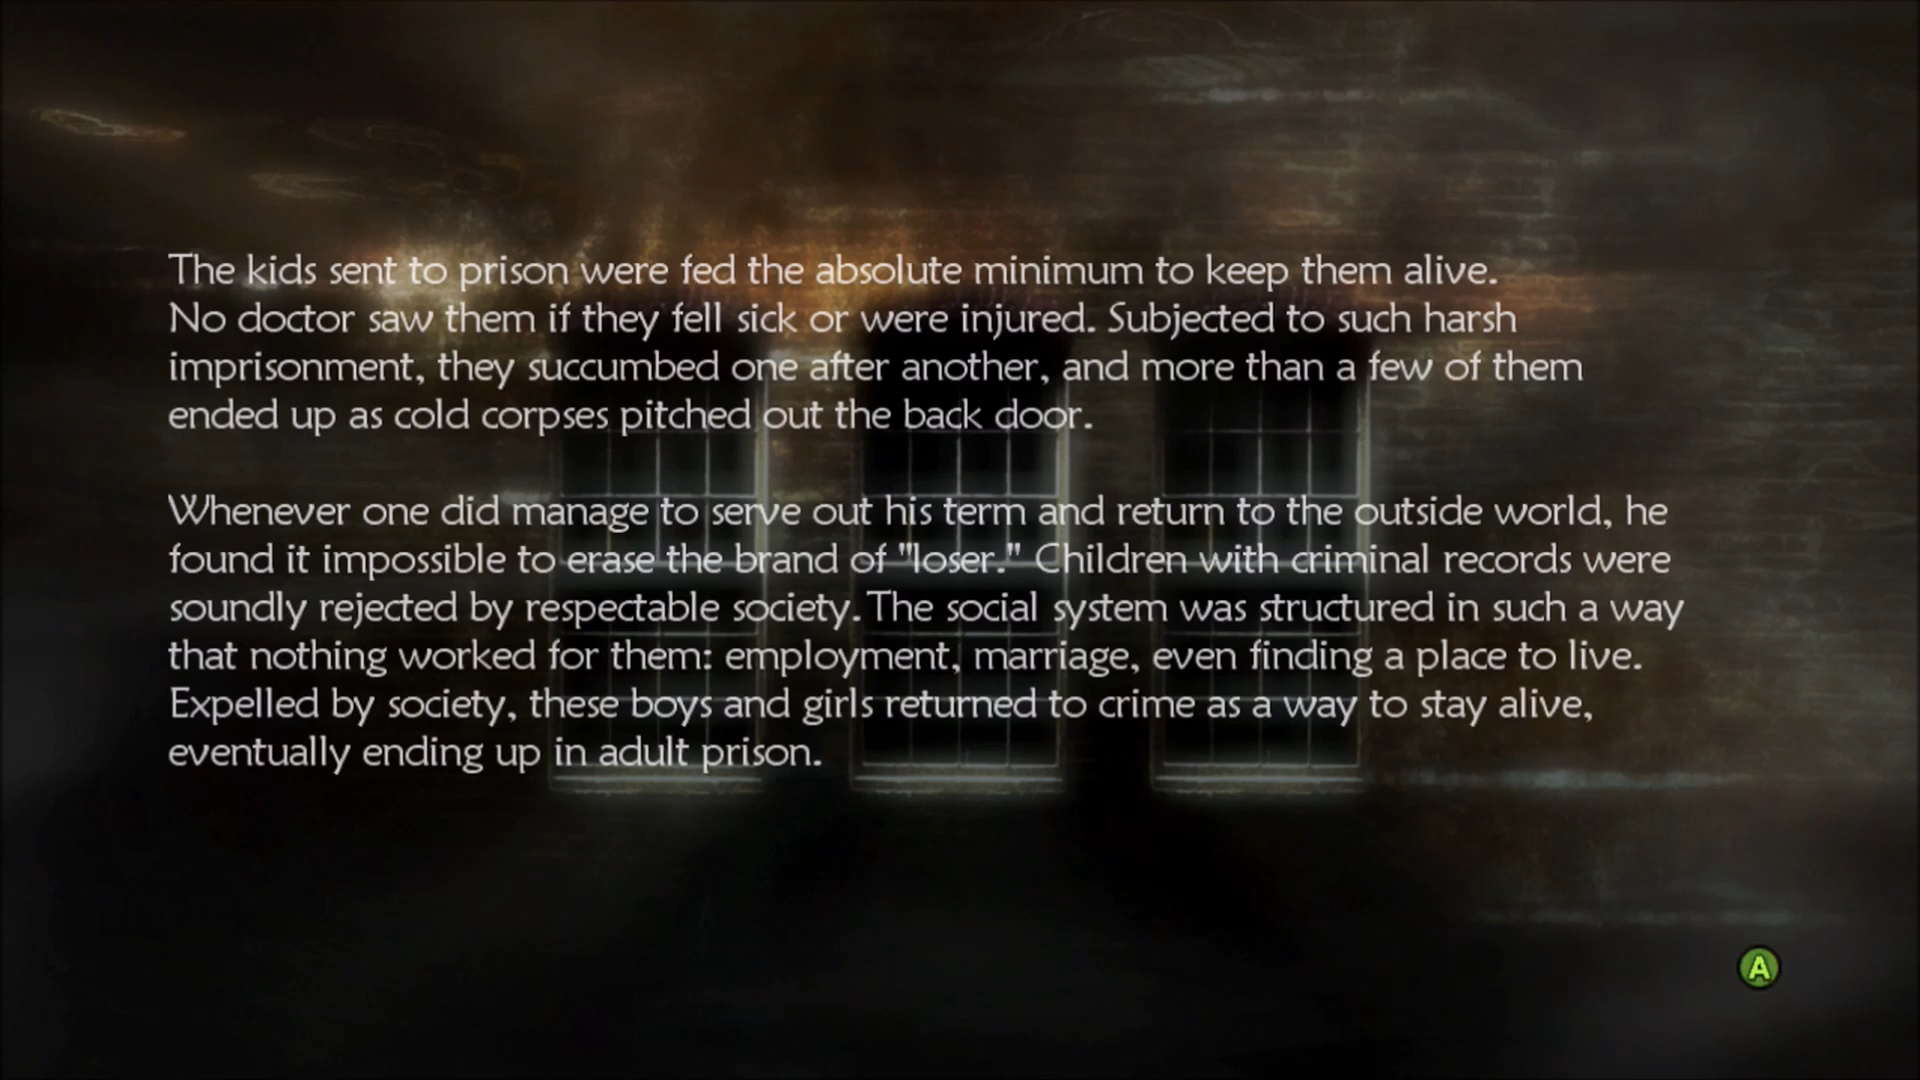 The kids sent to prison were fed the absolute minimum to keep them alive.
No doctor saw them if they fell sick or were injured. Subjected to such harsh
imprisonment, they succumbed one after another, and more than a few of them
ended up as cold corpses pitched out the back door.
Whenever one did manage to serve out his term and return to the outside world, he
found it impossible to erase the brand of "loser." Children with criminal records were
soundly rejected by respectable society. The social system was structured in such a way
that nothing worked for them: employment, marriage, even finding a place to live.
Expelled by society, these boys and girls returned to crime as a way to stay alive,
eventually ending up in adult prison.
A